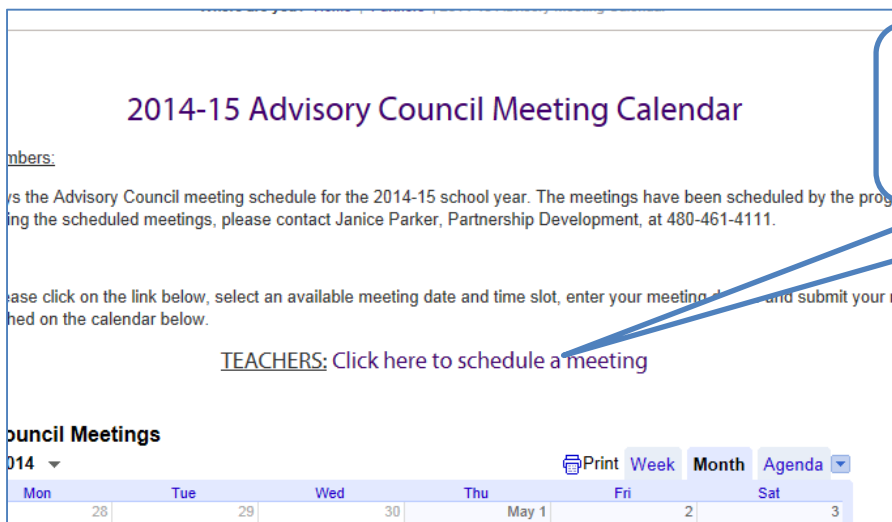 2014-15 Advisory Council Meeting Calendar
mbers:
ys the Advisory Council meeting schedule for the 2014-15 school year. The meetings have been scheduled by the prog
ing the scheduled meetings, please contact Janice Parker, Partnership Development, at 480-461-4111.
ease click on the link below, select an available meeting date and time slot, enter your meeting and submit your
hed on the calendar below.
TEACHERS: Click here to schedule a meeting
ouncil Meetings
014 Print Week Month Agenda
Mon Tue Wed Thu Fri Sat
28 29 30 May 1 2 3